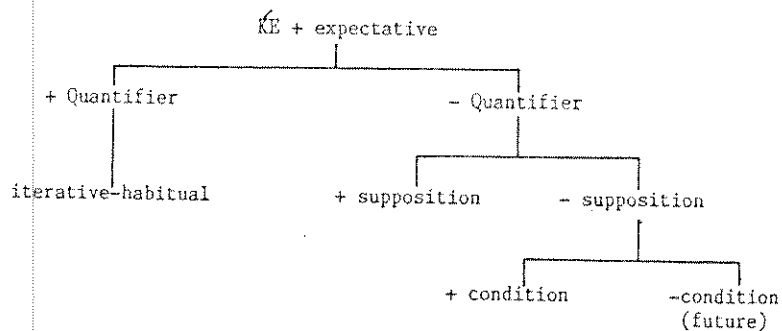 KE + expectative
+ Quantifier - Quantifier
iterative-habitual + supposition - supposition
+ condition -condition
(future)